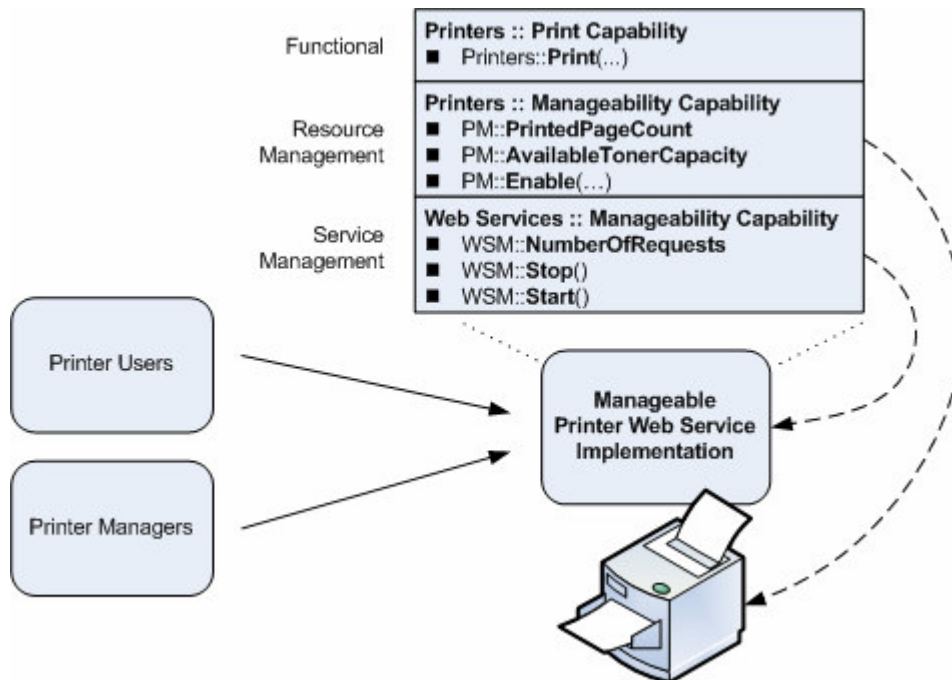 Functional
Printers :: Print Capability
■ Printers::Print(...)
Resource
Management
Printers :: Manageability Capability
■ PM::PrintedPageCount
■ PM::AvailableTonerCapacity
■ PM::Enable(...)
Service
Management
Web Services :: Manageability Capability
■ WSM::NumberOfRequests
■ WSM::Stop()
■ WSM::Start()
Printer Users
Manageable
Printer Web Service
Implementation
Printer Managers